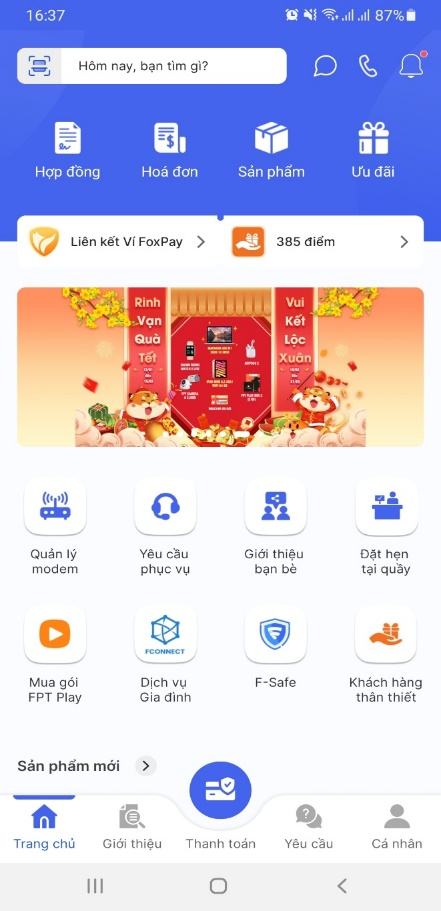 16:37
87%
Hôm nay, bạn tìm gì?
Hợp đồng
Hoá đơn
Sản phẩm
Ưu đãi
Liên kết Ví FoxPay
385 điểm
Rinh
Vạn
Quà
Tết
Vui
Kết
Lộc
Xuân
Quản lý
modem
Yêu cầu
phục vụ
Giới thiệu
bạn bè
Đặt hẹn
tại quầy
Mua gói
FPT Play
FCONNECT
Dịch vụ
Gia đình
F-Safe
Khách hàng
thân thiết
Sản phẩm mới
Trang chủ
Giới thiệu
Thanh toán
Yêu cầu
Cá nhân